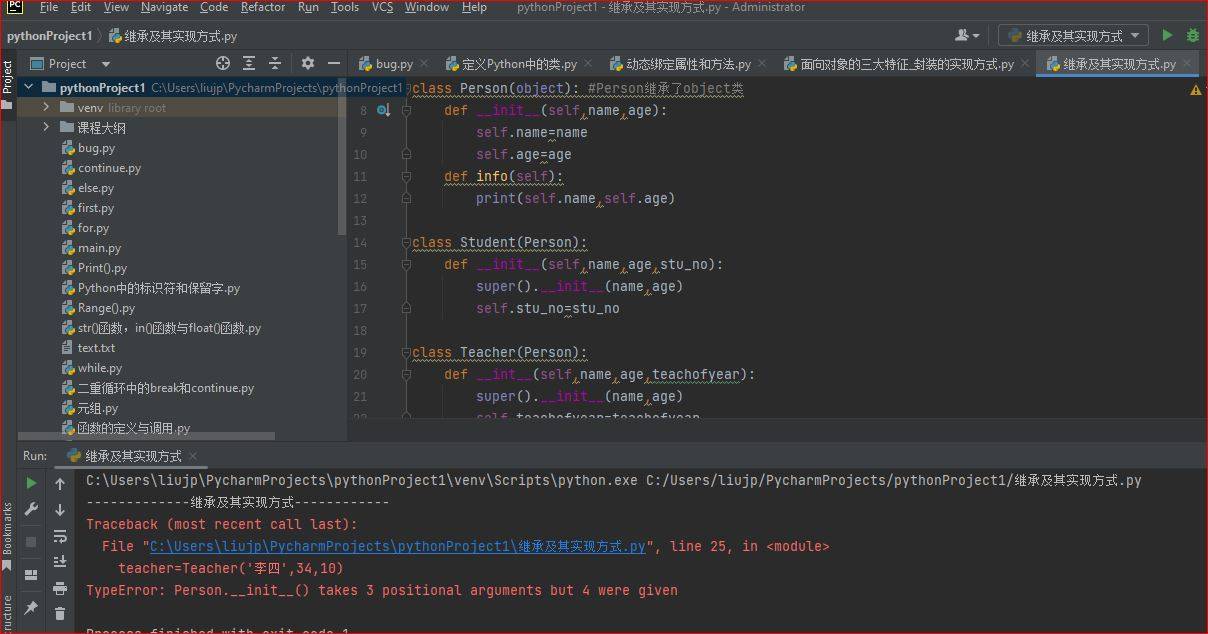 PC File Edit View Navigate Code Refactor Run Tools VCS Window Help pythonProject1 - 继承及其实现方式.py - Administrator
pythonProject1 继承及其实现方式.py 继承及其实现方式
Project
Project bug.py 定义Python中的类.py 动态绑定属性和方法.py 面向对象的三大特征_封装的实现方式.py 继承及其实现方式.py
pythonProject1 C:\Users\liujp\PycharmProjects\pythonProject1
venv library root
课程大纲
bug.py
continue.py
else.py
first.py
for.py
main.py
Print().py
Python中的标识符和保留字.py
Range().py
str()函数，in()函数与float()函数.py
text.txt
while.py
二重循环中的break和continue.py
元组.py
函数的定义与调用.py
class Person(object): #Person继承了object类
8 def __init__(self,name,age):
9 self.name=name
10 self.age=age
11 def info(self):
12 print(self.name,self.age)
13
14 class Student(Person):
15 def __init__(self,name,age,stu_no):
16 super().__init__(name,age)
17 self.stu_no=stu_no
18
19 class Teacher(Person):
20 def __int__(self,name,age,teachofyear):
21 super().__init__(name,age)
22 self.teachofyear=teachofyear
Run: 继承及其实现方式
C:\Users\liujp\PycharmProjects\pythonProject1\venv\Scripts\python.exe C:/Users/liujp/PycharmProjects/pythonProject1/继承及其实现方式.py
-------------继承及其实现方式------------
Traceback (most recent call last):
File "C:\Users\liujp\PycharmProjects\pythonProject1\继承及其实现方式.py", line 25, in <module>
teacher=Teacher('李四',34,10)
TypeError: Person.__init__() takes 3 positional arguments but 4 were given
Process finished with exit code 1
Bookmarks
ructure